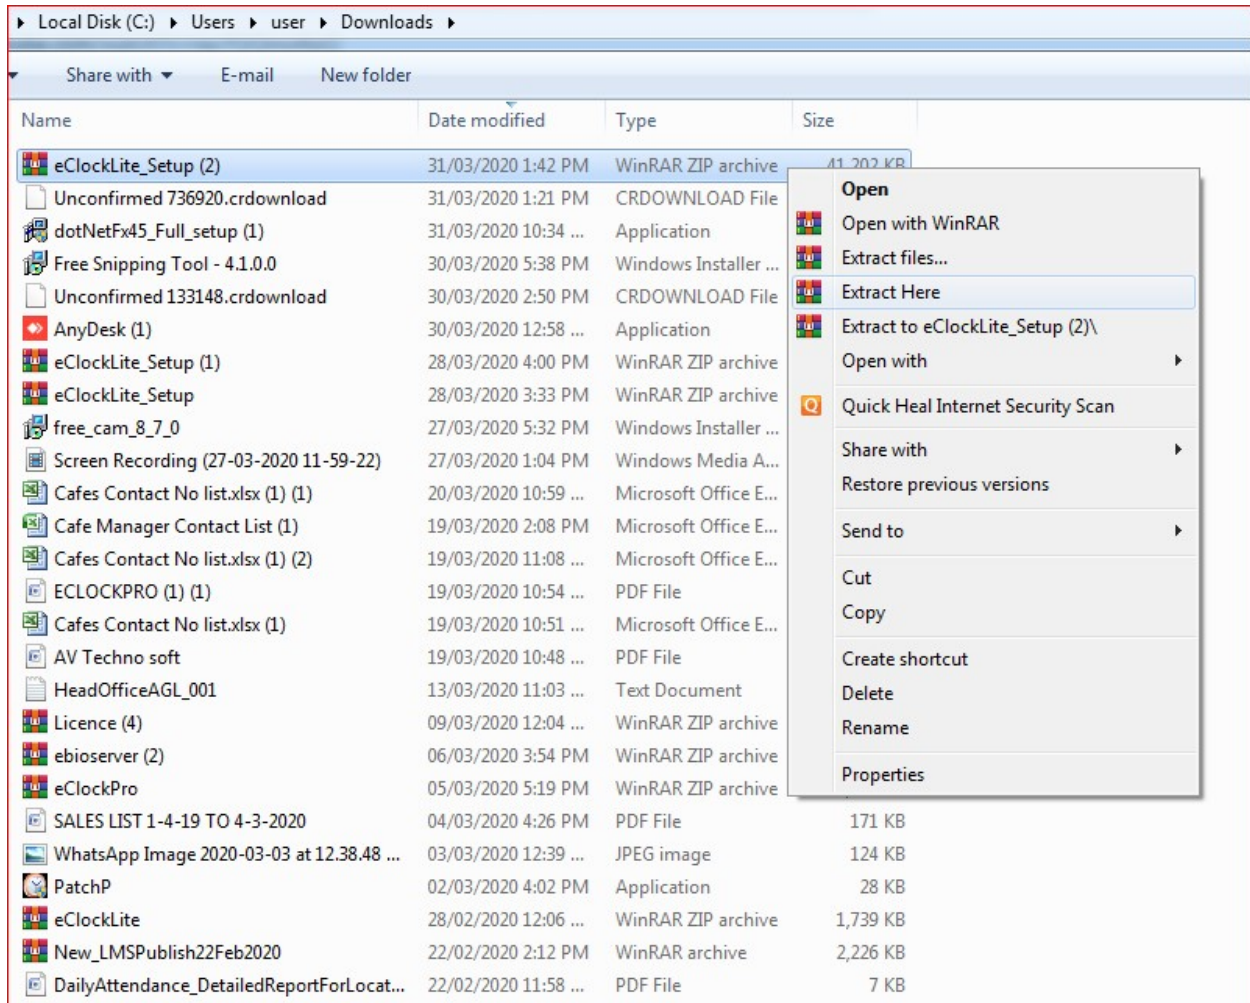 Local Disk (C:) Users user Downloads
Share with E-mail New folder
Name Date modified Type Size
eClockLite_Setup (2) 31/03/2020 1:42 PM WinRAR ZIP archive 41,202 KB
Unconfirmed 736920.crdownload 31/03/2020 1:21 PM CRDOWNLOAD File
dotNetFx45_Full_setup (1) 31/03/2020 10:34 ... Application
Free Snipping Tool - 4.1.0.0 30/03/2020 5:38 PM Windows Installer ...
Unconfirmed 133148.crdownload 30/03/2020 2:50 PM CRDOWNLOAD File
AnyDesk (1) 30/03/2020 12:58 ... Application
eClockLite_Setup (1) 28/03/2020 4:00 PM WinRAR ZIP archive
eClockLite_Setup 28/03/2020 3:33 PM WinRAR ZIP archive
free_cam_8_7_0 27/03/2020 5:32 PM Windows Installer ...
Screen Recording (27-03-2020 11-59-22) 27/03/2020 1:04 PM Windows Media A...
Cafes Contact No list.xlsx (1) (1) 20/03/2020 10:59 ... Microsoft Office E...
Cafe Manager Contact List (1) 19/03/2020 2:08 PM Microsoft Office E...
Cafes Contact No list.xlsx (1) (2) 19/03/2020 11:08 ... Microsoft Office E...
ECLOCKPRO (1) (1) 19/03/2020 10:54 ... PDF File
Cafes Contact No list.xlsx (1) 19/03/2020 10:51 ... Microsoft Office E...
AV Techno soft 19/03/2020 10:48 ... PDF File
HeadOfficeAGL_001 13/03/2020 11:03 ... Text Document
Licence (4) 09/03/2020 12:04 ... WinRAR ZIP archive
ebioserver (2) 06/03/2020 3:54 PM WinRAR ZIP archive
eClockPro 05/03/2020 5:19 PM WinRAR ZIP archive
SALES LIST 1-4-19 TO 4-3-2020 04/03/2020 4:26 PM PDF File 171 KB
WhatsApp Image 2020-03-03 at 12.38.48 ... 03/03/2020 12:39 ... JPEG image 124 KB
PatchP 02/03/2020 4:02 PM Application 28 KB
eClockLite 28/02/2020 12:06 ... WinRAR ZIP archive 1,739 KB
New_LMSPublish22Feb2020 22/02/2020 2:12 PM WinRAR archive 2,226 KB
DailyAttendance_DetailedReportForLocat... 22/02/2020 11:58 ... PDF File 7 KB
Open
Open with WinRAR
Extract files...
Extract Here
Extract to eClockLite_Setup (2)\
Open with
Quick Heal Internet Security Scan
Share with
Restore previous versions
Send to
Cut
Copy
Create shortcut
Delete
Rename
Properties